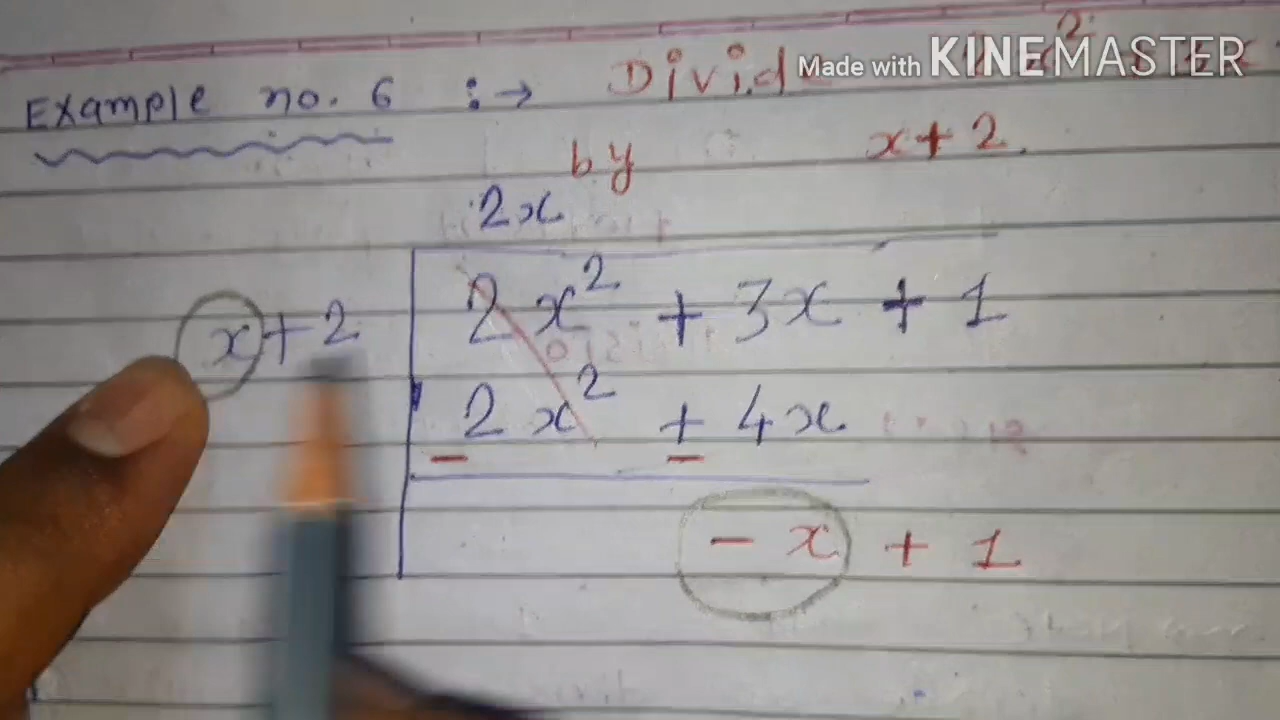 Example no. 6 :→ Divid
Made with KINEMASTER
by x + 2.
2x
x + 2
2x² + 3x + 1
2x² + 4x
- -
- x + 1